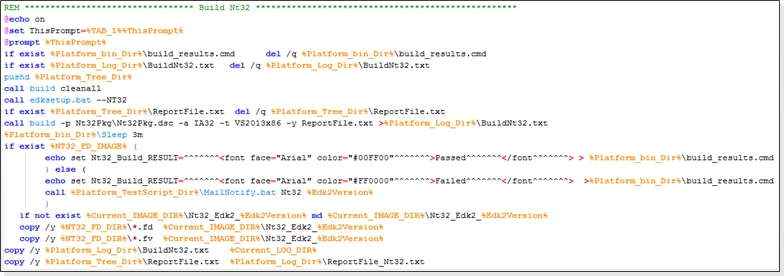 REM ******************************** Build Nt32 **************************************************
@echo on
@set ThisPrompt=%TAB_1%%ThisPrompt%
@prompt %ThisPrompt%
if exist %Platform_bin_Dir%\build_results.cmd del /q %Platform_bin_Dir%\build_results.cmd
if exist %Platform_Log_Dir%\BuildNt32.txt del /q %Platform_Log_Dir%\BuildNt32.txt
pushd %Platform_Tree_Dir%
call build cleanall
call edksetup.bat --NT32
if exist %Platform_Tree_Dir%\ReportFile.txt del /q %Platform_Tree_Dir%\ReportFile.txt
call build -p Nt32Pkg\Nt32Pkg.dsc -a IA32 -t VS2013x86 -y ReportFile.txt >%Platform_Log_Dir%\BuildNt32.txt
%Platform_bin_Dir%\Sleep 3m
if exist %NT32_FD_IMAGE% (
echo set Nt32_Build_RESULT=^^^^^^^<font face="Arial" color="#00FF00"^^^^^^^>Passed^^^^^^^</font^^^^^^^> > %Platform_bin_Dir%\build_results.cmd
) else (
echo set Nt32_Build_RESULT=^^^^^^^<font face="Arial" color="#FF0000"^^^^^^^>Failed^^^^^^^</font^^^^^^^> >%Platform_bin_Dir%\build_results.cmd
call %Platform_TestScript_Dir%\MailNotify.bat Nt32 %Edk2Version%
)
if not exist %Current_IMAGE_DIR%\Nt32_Edk2_%Edk2Version% md %Current_IMAGE_DIR%\Nt32_Edk2_%Edk2Version%
copy /y %NT32_FD_DIR%\*.fd %Current_IMAGE_DIR%\Nt32_Edk2_%Edk2Version%
copy /y %NT32_FD_DIR%\*.fv %Current_IMAGE_DIR%\Nt32_Edk2_%Edk2Version%
copy /y %Platform_Log_Dir%\BuildNt32.txt %Current_IMAGE_DIR%
copy /y %Platform_Tree_Dir%\ReportFile.txt %Platform_Log_Dir%\ReportFile_Nt32.txt